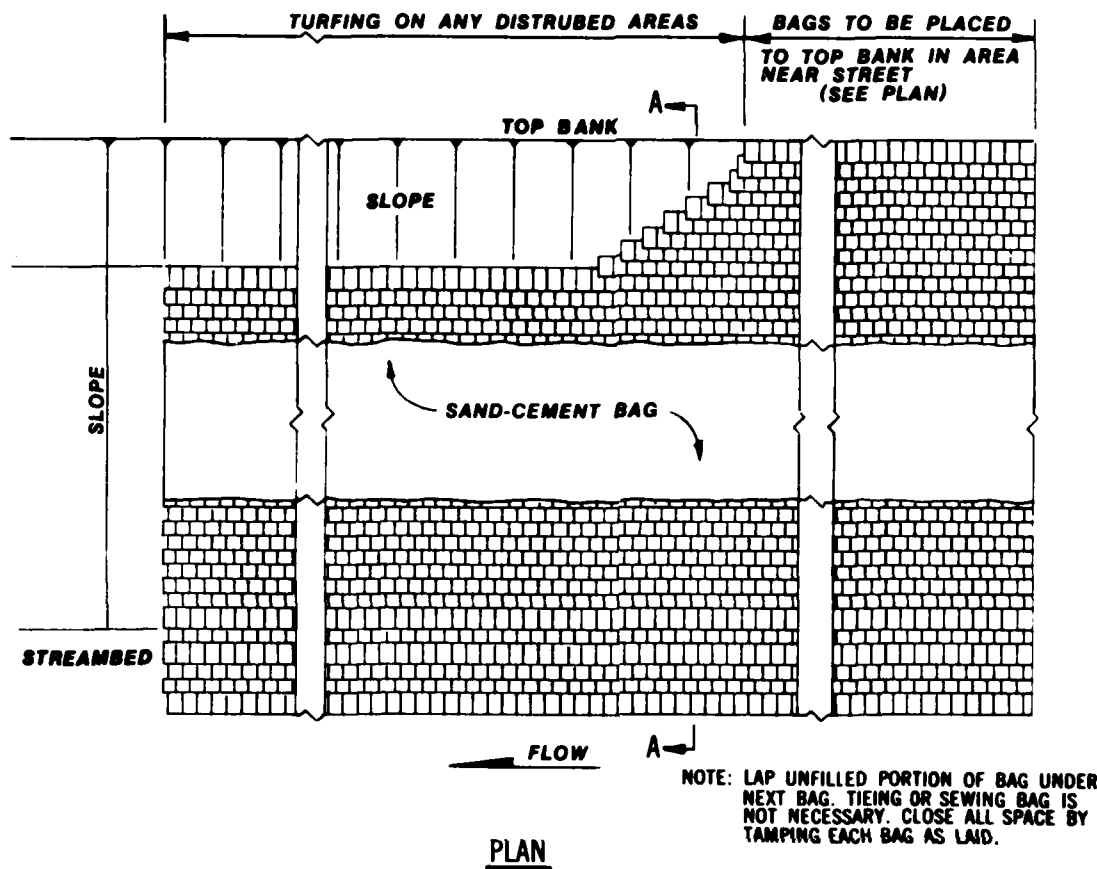 TURFING ON ANY DISTRUBED AREAS
BAGS TO BE PLACED
TO TOP BANK IN AREA
NEAR STREET
(SEE PLAN)
A
TOP BANK
SLOPE
SLOPE
SAND-CEMENT BAG
STREAMBED
FLOW
A
NOTE: LAP UNFILLED PORTION OF BAG UNDER
NEXT BAG. TIEING OR SEWING BAG IS
NOT NECESSARY. CLOSE ALL SPACE BY
TAMPING EACH BAG AS LAID.
PLAN